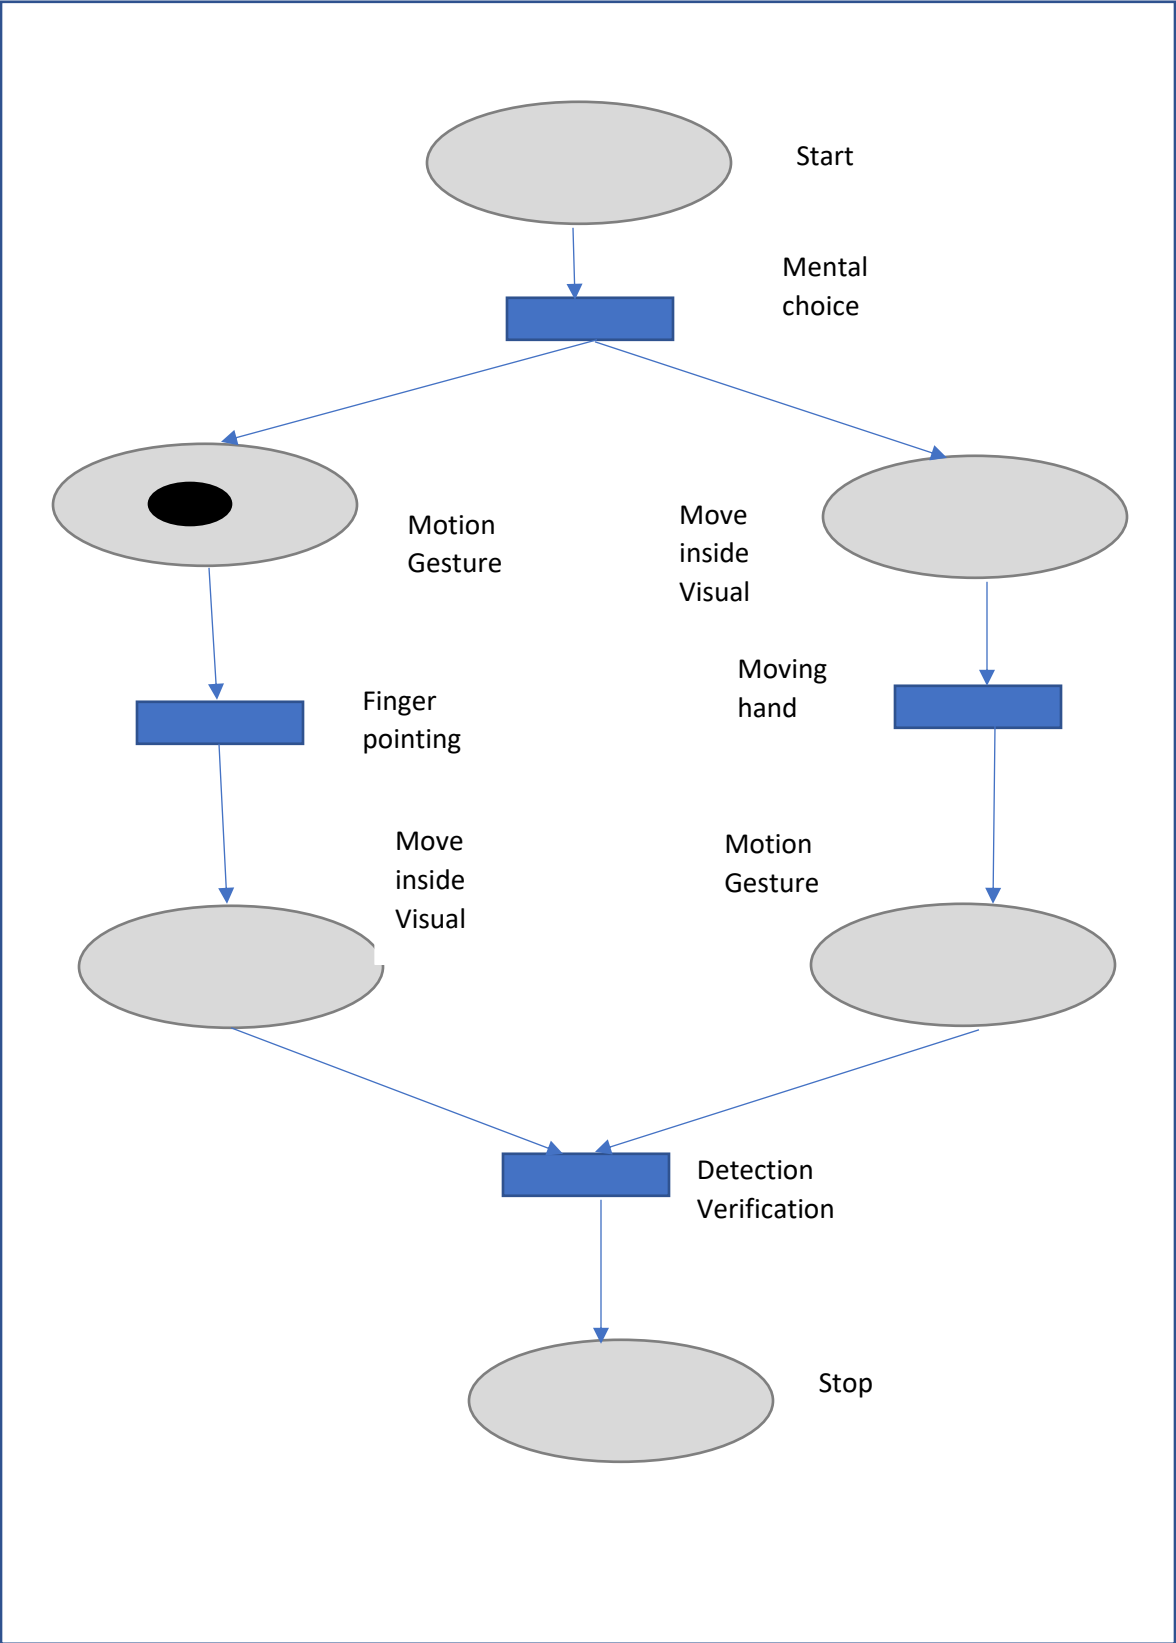 Start
Mental
choice
Motion
Gesture
Move
inside
Visual
Finger
pointing
Moving
hand
Move
inside
Visual
Motion
Gesture
Detection
Verification
Stop